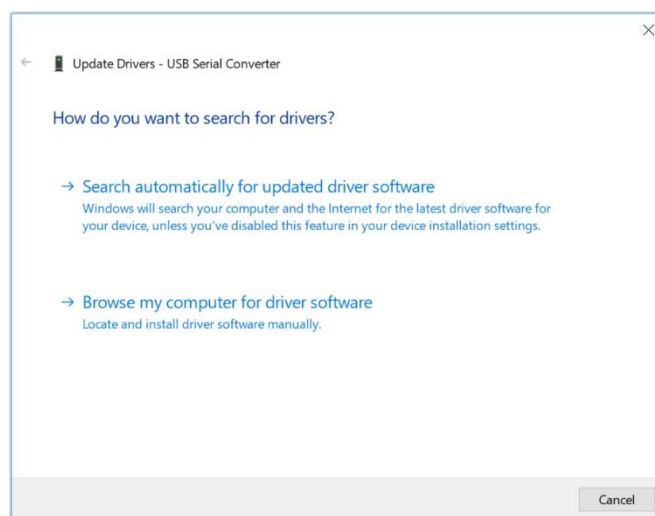 Update Drivers - USB Serial Converter
How do you want to search for drivers?
Search automatically for updated driver software
Windows will search your computer and the Internet for the latest driver software for
your device, unless you've disabled this feature in your device installation settings.
Browse my computer for driver software
Locate and install driver software manually.
Cancel